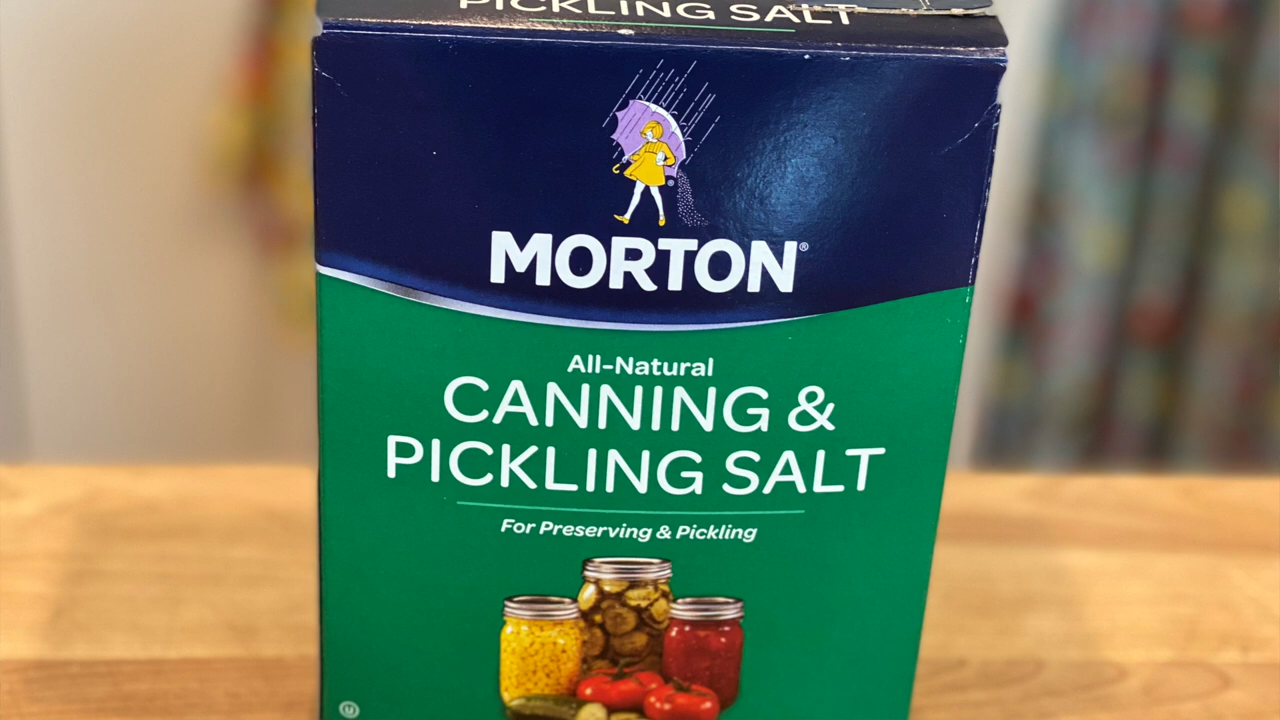 PICKLING SALT
MORTON®
All-Natural
CANNING &
PICKLING SALT
For Preserving & Pickling
U